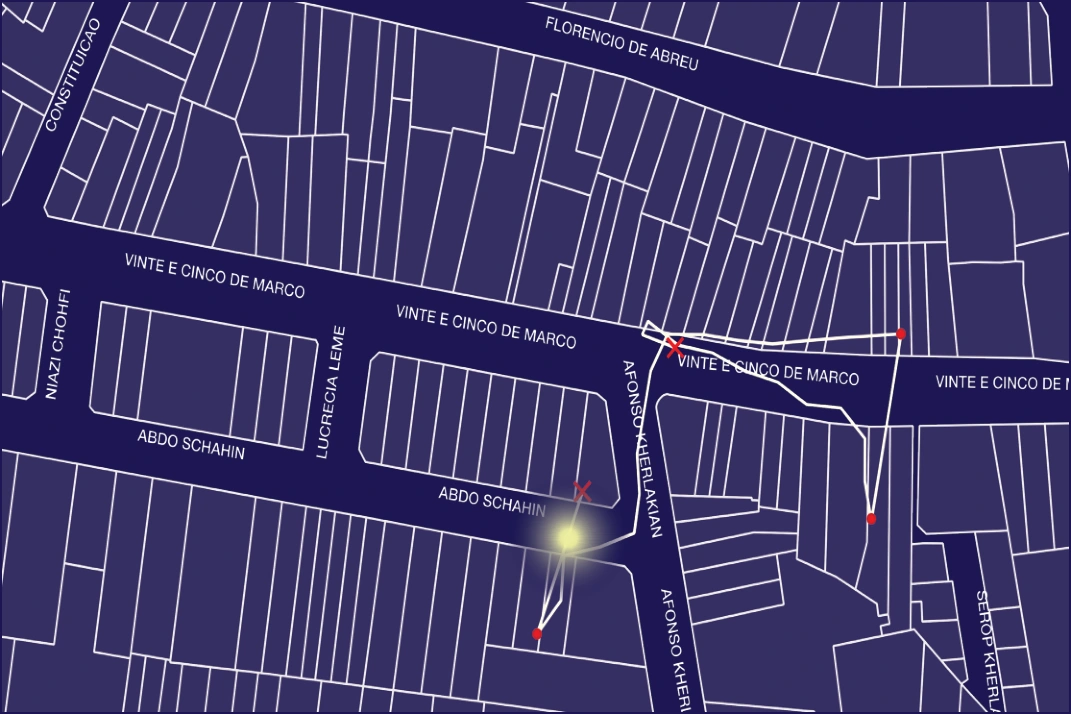 FLORENCIO DE ABREU
CONSTITUICAO
VINTE E CINCO DE MARCO
VINTE E CINCO DE MARCO
NIAZI CHOHFI
LUCRECIA LEME
AFONSO KHERLAKIAN
VINTE E CINCO DE MARCO
VINTE E CINCO DE
ABDO SCHAHIN
ABDO SCHAHIN
AFONSO KHERL
SEROP KHERLA